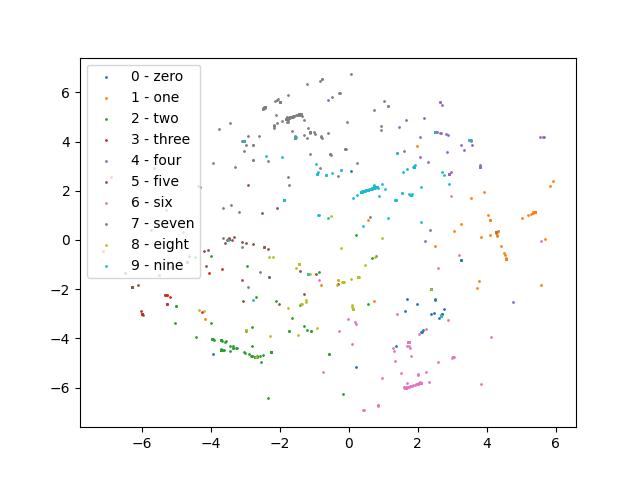 0 - zero
1 - one
2 - two
3 - three
4 - four
5 - five
6 - six
7 - seven
8 - eight
9 - nine
6
4
2
0
−2
−4
−6
−6 −4 −2 0 2 4 6